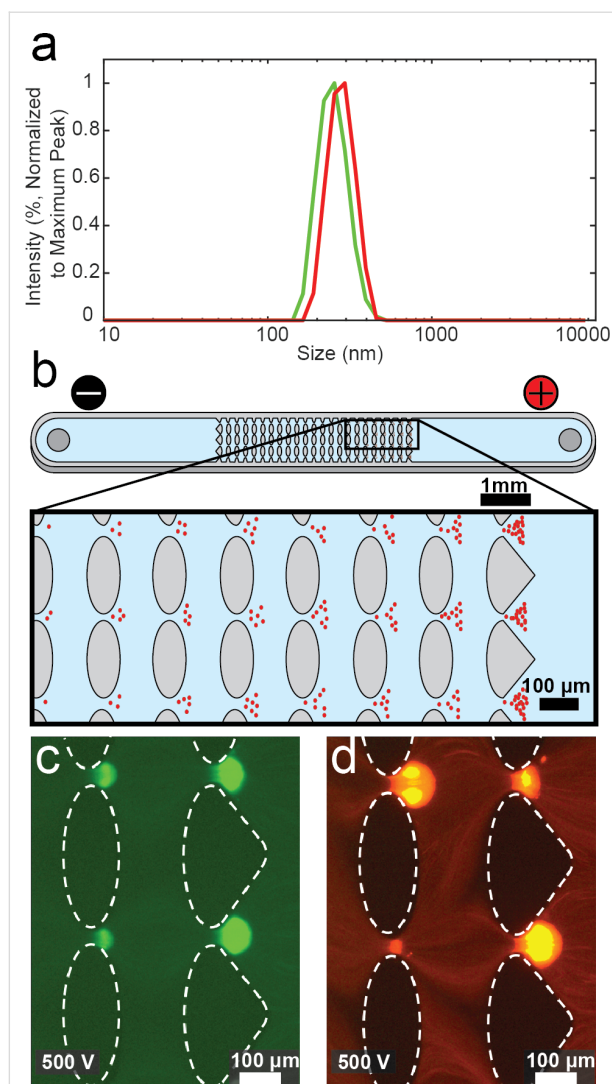 a
Intensity (%, Normalized
to Maximum Peak)
1
0.8
0.6
0.4
0.2
0
10 100 1000 10000
Size (nm)
b
− +
1mm
100 µm
c d
500 V 100 µm 500 V 100 µm